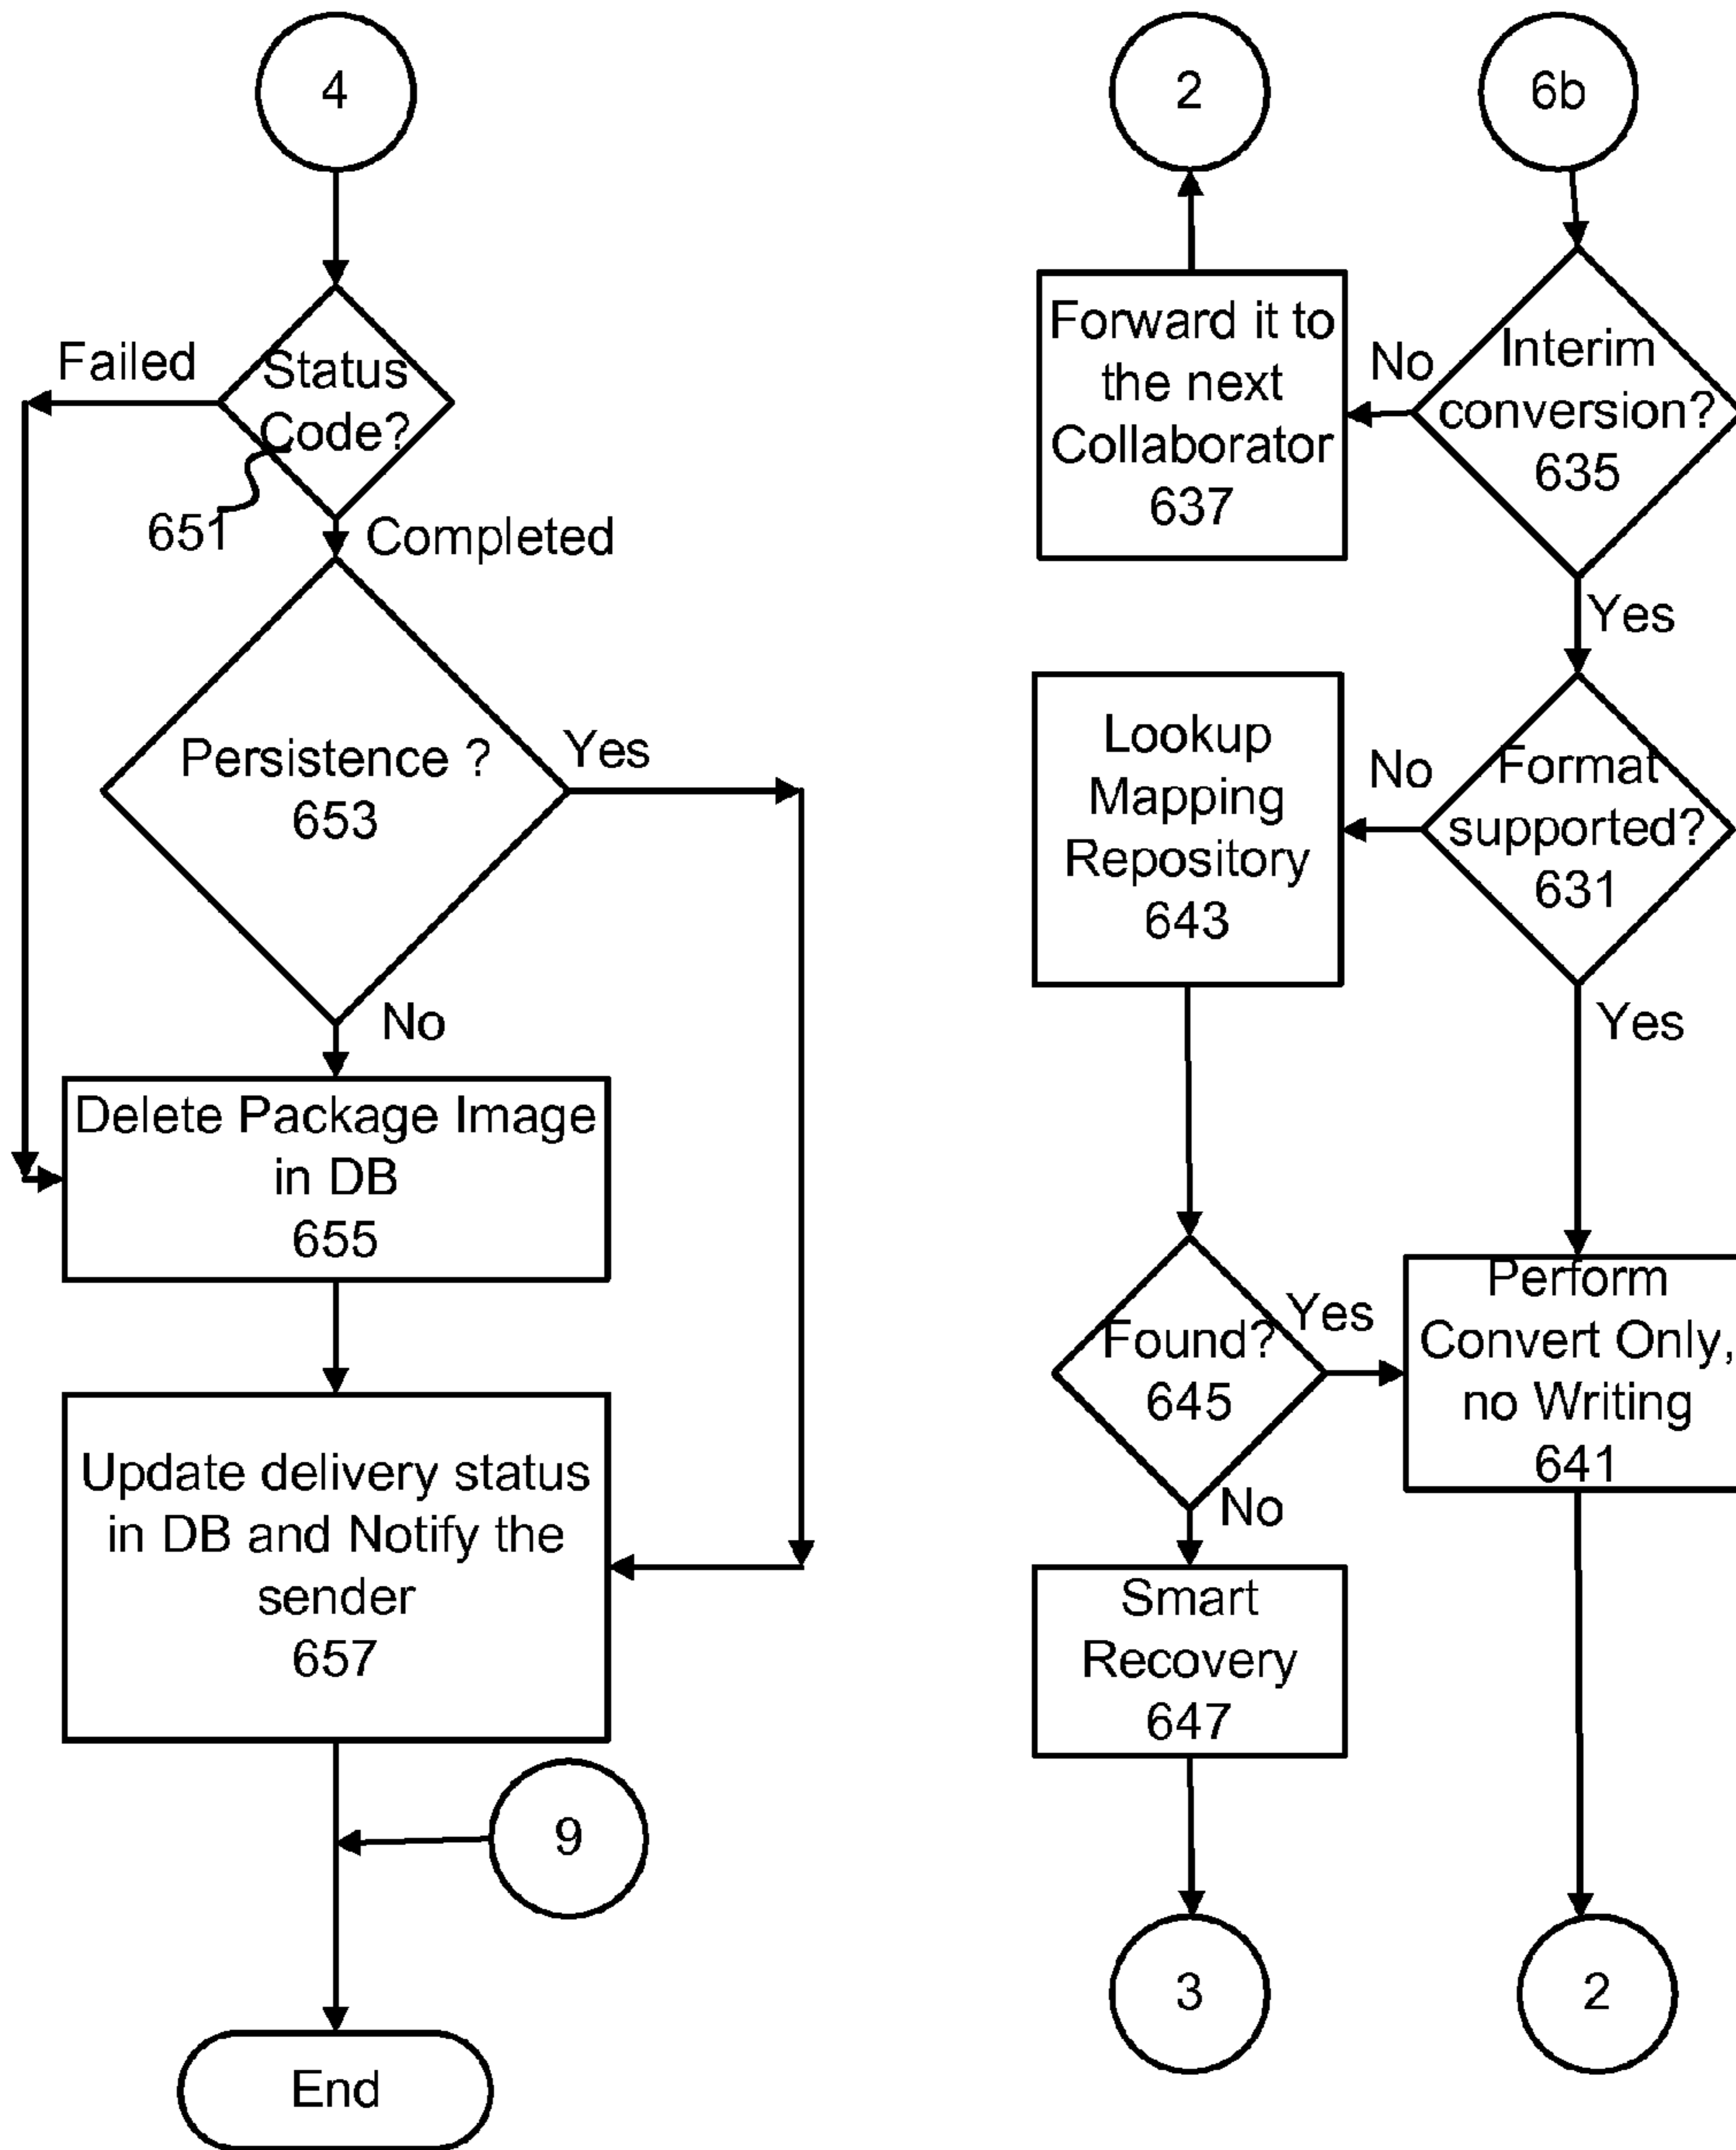 4
Failed
Status
Code?
651
Completed
Persistence ?
653
Yes
No
Delete Package Image
in DB
655
Update delivery status
in DB and Notify the
sender
657
9
End
2
6b
Forward it to
the next
Collaborator
637
No
Interim
conversion?
635
Yes
Lookup
Mapping
Repository
643
No
Format
supported?
631
Yes
Found?
645
Yes
No
Perform
Convert Only,
no Writing
641
Smart
Recovery
647
3
2